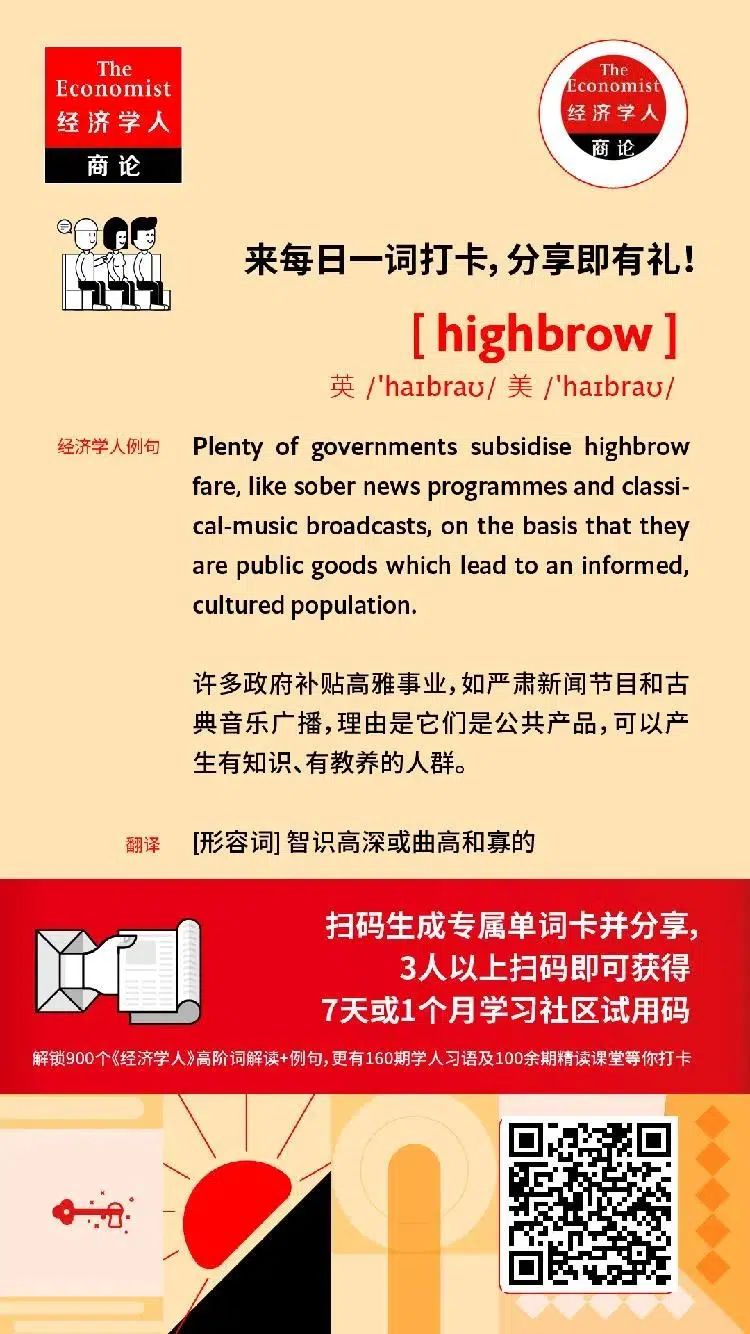 The
Economist
经济学人
商论
The
Economist
经济学人
商论
来每日一词打卡，分享即有礼！
[ highbrow ]
英 /'haɪbraʊ/ 美 /'haɪbraʊ/
经济学人例句
Plenty of governments subsidise highbrow
fare, like sober news programmes and classi-
cal-music broadcasts, on the basis that they
are public goods which lead to an informed,
cultured population.
许多政府补贴高雅事业，如严肃新闻节目和古
典音乐广播，理由是它们是公共产品，可以产
生有知识、有教养的人群。
翻译
[形容词] 智识高深或曲高和寡的
扫码生成专属单词卡并分享，
3人以上扫码即可获得
7天或1个月学习社区试用码
解锁900个《经济学人》高阶词解读+例句，更有160期学人习语及100余期精读课堂等你打卡